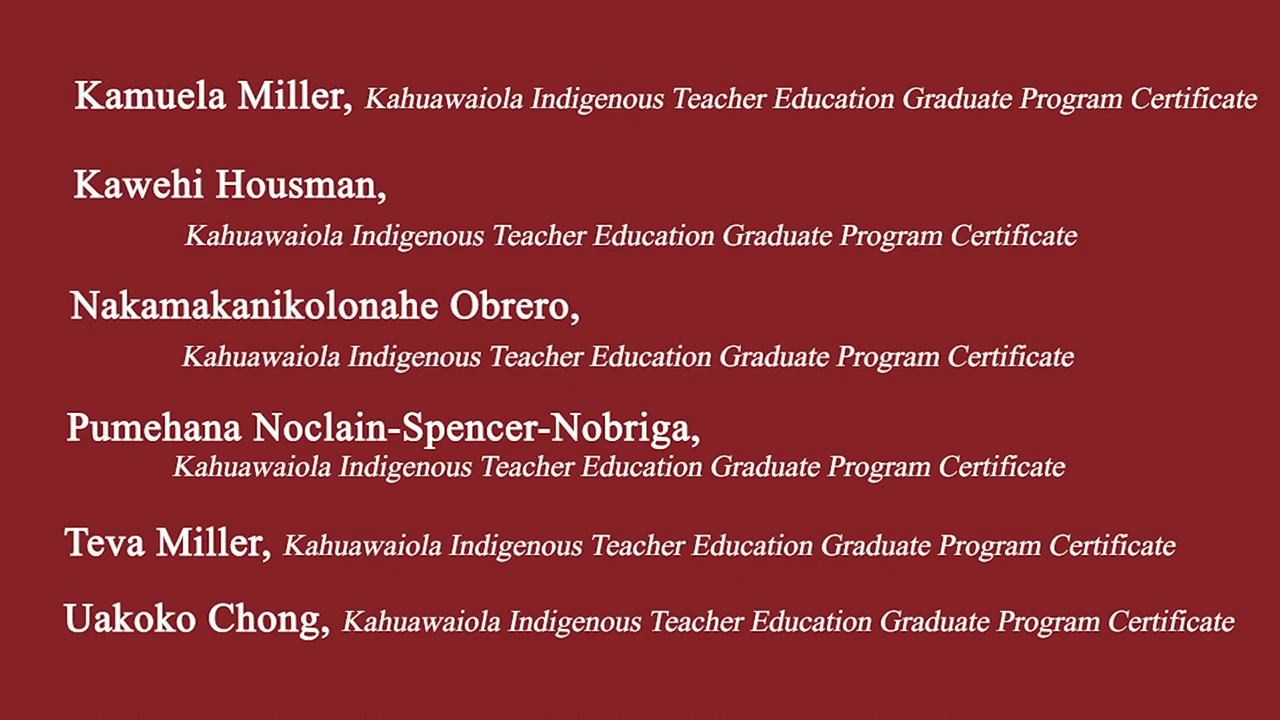 Kamuela Miller, Kahuawaiola Indigenous Teacher Education Graduate Program Certificate
Kawehi Housman,
Kahuawaiola Indigenous Teacher Education Graduate Program Certificate
Nakamakanikolonahe Obrero,
Kahuawaiola Indigenous Teacher Education Graduate Program Certificate
Pumehana Noclain-Spencer-Nobriga,
Kahuawaiola Indigenous Teacher Education Graduate Program Certificate
Teva Miller, Kahuawaiola Indigenous Teacher Education Graduate Program Certificate
Uakoko Chong, Kahuawaiola Indigenous Teacher Education Graduate Program Certificate